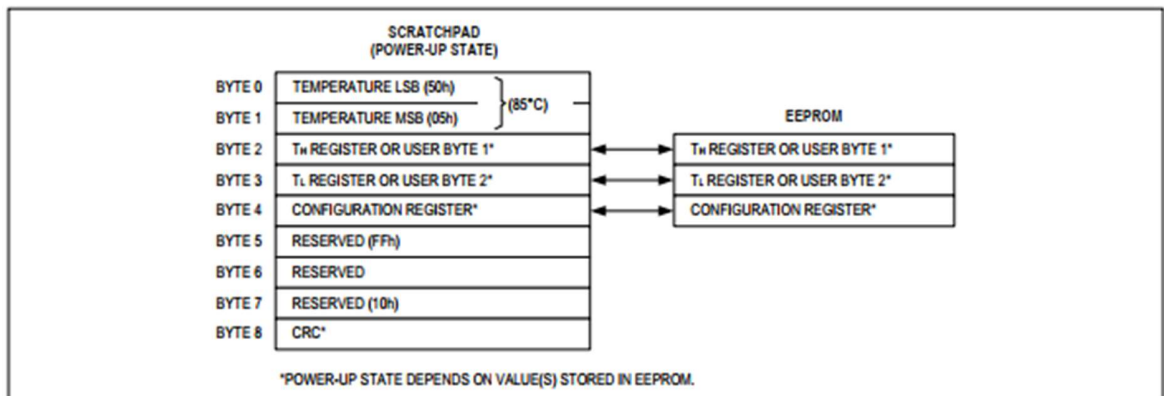 SCRATCHPAD
(POWER-UP STATE)
BYTE 0 TEMPERATURE LSB (50h)
(85°C)
BYTE 1 TEMPERATURE MSB (05h)
EEPROM
BYTE 2 TH REGISTER OR USER BYTE 1* TH REGISTER OR USER BYTE 1*
BYTE 3 TL REGISTER OR USER BYTE 2* TL REGISTER OR USER BYTE 2*
BYTE 4 CONFIGURATION REGISTER* CONFIGURATION REGISTER*
BYTE 5 RESERVED (FFh)
BYTE 6 RESERVED
BYTE 7 RESERVED (10h)
BYTE 8 CRC*
*POWER-UP STATE DEPENDS ON VALUE(S) STORED IN EEPROM.